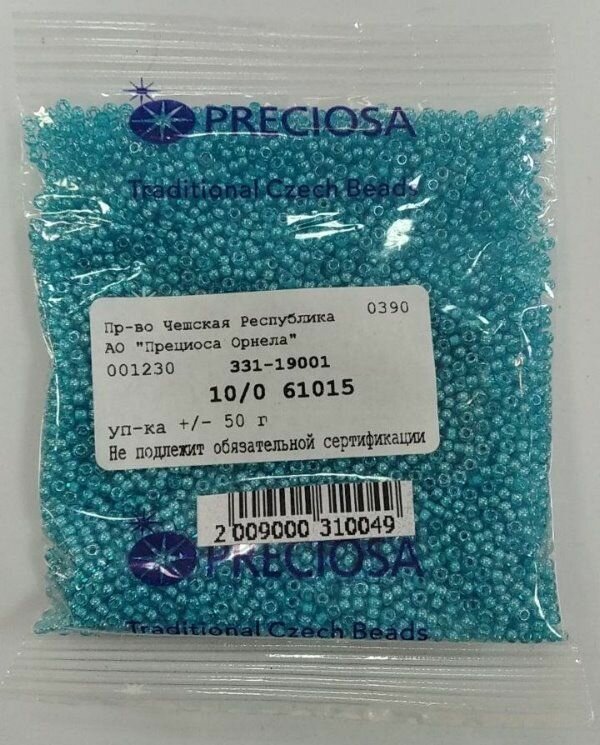 PRECIOSA
Traditional Czech Beads
Пр-во Чешская Республика 0390
АО "Прециоса Орнела"
001230 331-19001
10/0 61015
уп-ка +/- 50 г
Не подлежит обязательной сертификации
2 009000 310049
PRECIOSA
Traditional Czech Beads